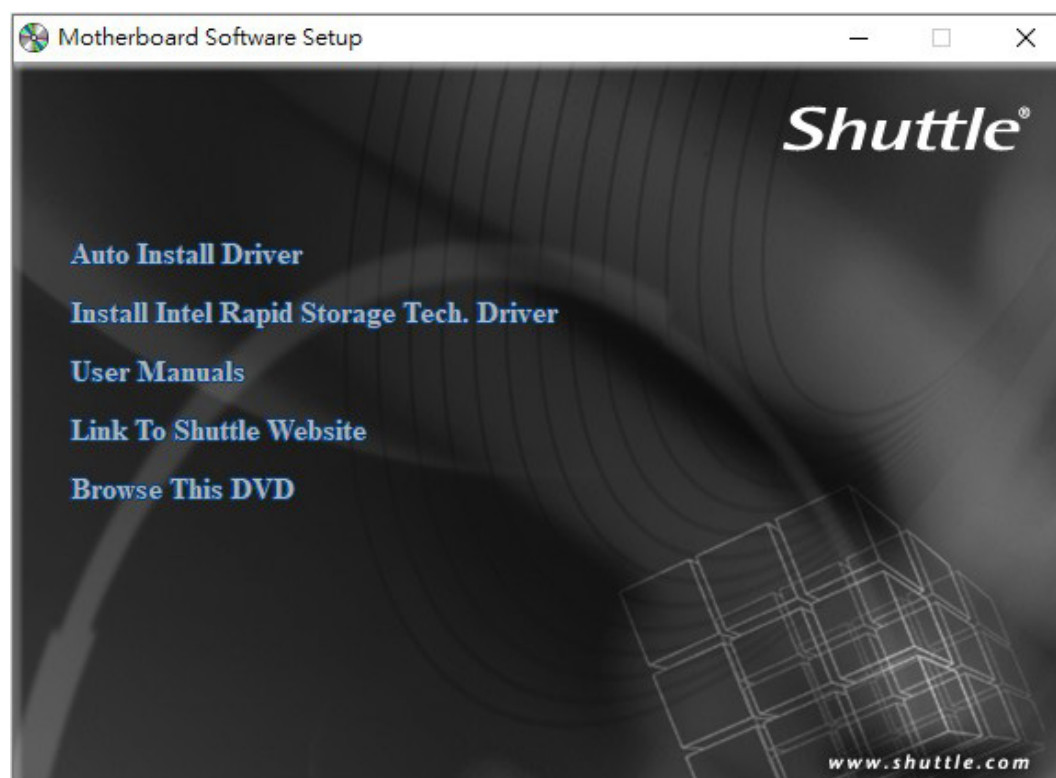 Motherboard Software Setup
Shuttle®
Auto Install Driver
Install Intel Rapid Storage Tech. Driver
User Manuals
Link To Shuttle Website
Browse This DVD
www.shuttle.com